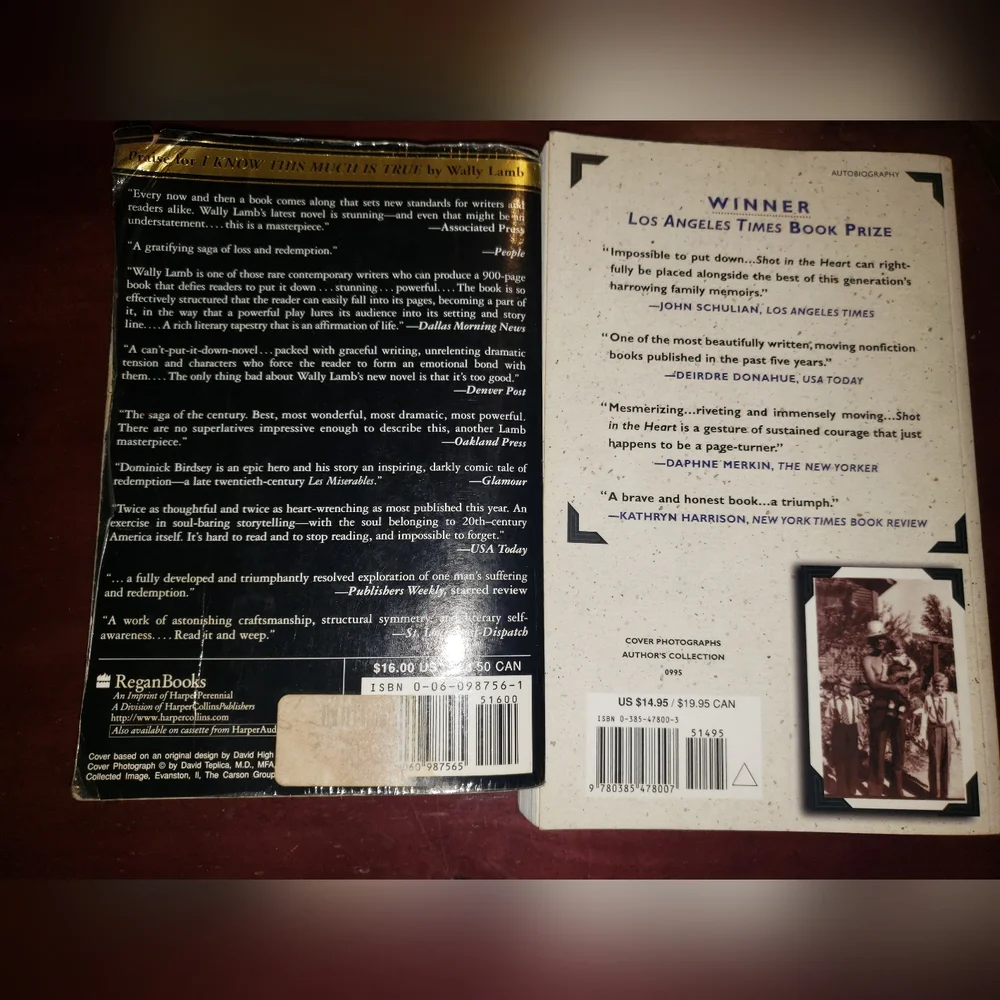 Praise for I KNOW THIS MUCH IS TRUE by Wally Lamb
"Every now and then a book comes along that sets new standards for writers and
readers alike. Wally Lamb's latest novel is stunning—and even that might be an
understatement.... this is a masterpiece." —Associated Press
"A gratifying saga of loss and redemption." —People
"Wally Lamb is one of those rare contemporary writers who can produce a 900-page
book that defies readers to put it down ... stunning ... powerful.... The book is so
effectively structured that the reader can easily fall into its pages, becoming a part of
it, in the way that a powerful play lures its audience into its setting and story
line.... A rich literary tapestry that is an affirmation of life." —Dallas Morning News
"A can't-put-it-down-novel ... packed with graceful writing, unrelenting dramatic
tension and characters who force the reader to form an emotional bond with
them.... The only thing bad about Wally Lamb's new novel is that it's too good."
—Denver Post
"The saga of the century. Best, most wonderful, most dramatic, most powerful.
There are no superlatives impressive enough to describe this, another Lamb
masterpiece." —Oakland Press
"Dominick Birdsey is an epic hero and his story an inspiring, darkly comic tale of
redemption—a late twentieth-century Les Miserables." —Glamour
"Twice as thoughtful and twice as heart-wrenching as most published this year. An
exercise in soul-baring storytelling—with the soul belonging to 20th-century
America itself. It's hard to read and to stop reading, and impossible to forget."
—USA Today
"... a fully developed and triumphantly resolved exploration of one man's suffering
and redemption." —Publishers Weekly, starred review
"A work of astonishing craftsmanship, structural symmetry, and literary self-
awareness.... Read it and weep." —St. -Dispatch
$16.00 US .50 CAN
ISBN 0-06-098756-1
51600
ReganBooks
An Imprint of HarperPerennial
A Division of HarperCollinsPublishers
http://www.harpercollins.com
Also available on cassette from HarperAud
Cover based on an original design by David High
Cover Photograph © by David Teplica, M.D., MFA,
Collected Image, Evanston, Il, The Carson Group
60 987565
AUTOBIOGRAPHY
WINNER
LOS ANGELES TIMES BOOK PRIZE
"Impossible to put down...Shot in the Heart can right-
fully be placed alongside the best of this generation's
harrowing family memoirs."
—JOHN SCHULIAN, LOS ANGELES TIMES
"One of the most beautifully written, moving nonfiction
books published in the past five years."
—DEIRDRE DONAHUE, USA TODAY
"Mesmerizing...riveting and immensely moving...Shot
in the Heart is a gesture of sustained courage that just
happens to be a page-turner."
—DAPHNE MERKIN, THE NEW YORKER
"A brave and honest book...a triumph."
—KATHRYN HARRISON, NEW YORK TIMES BOOK REVIEW
COVER PHOTOGRAPHS
AUTHOR'S COLLECTION
0995
US $14.95 / $19.95 CAN
ISBN 0-385-47800-3
51495
9 780385 478007